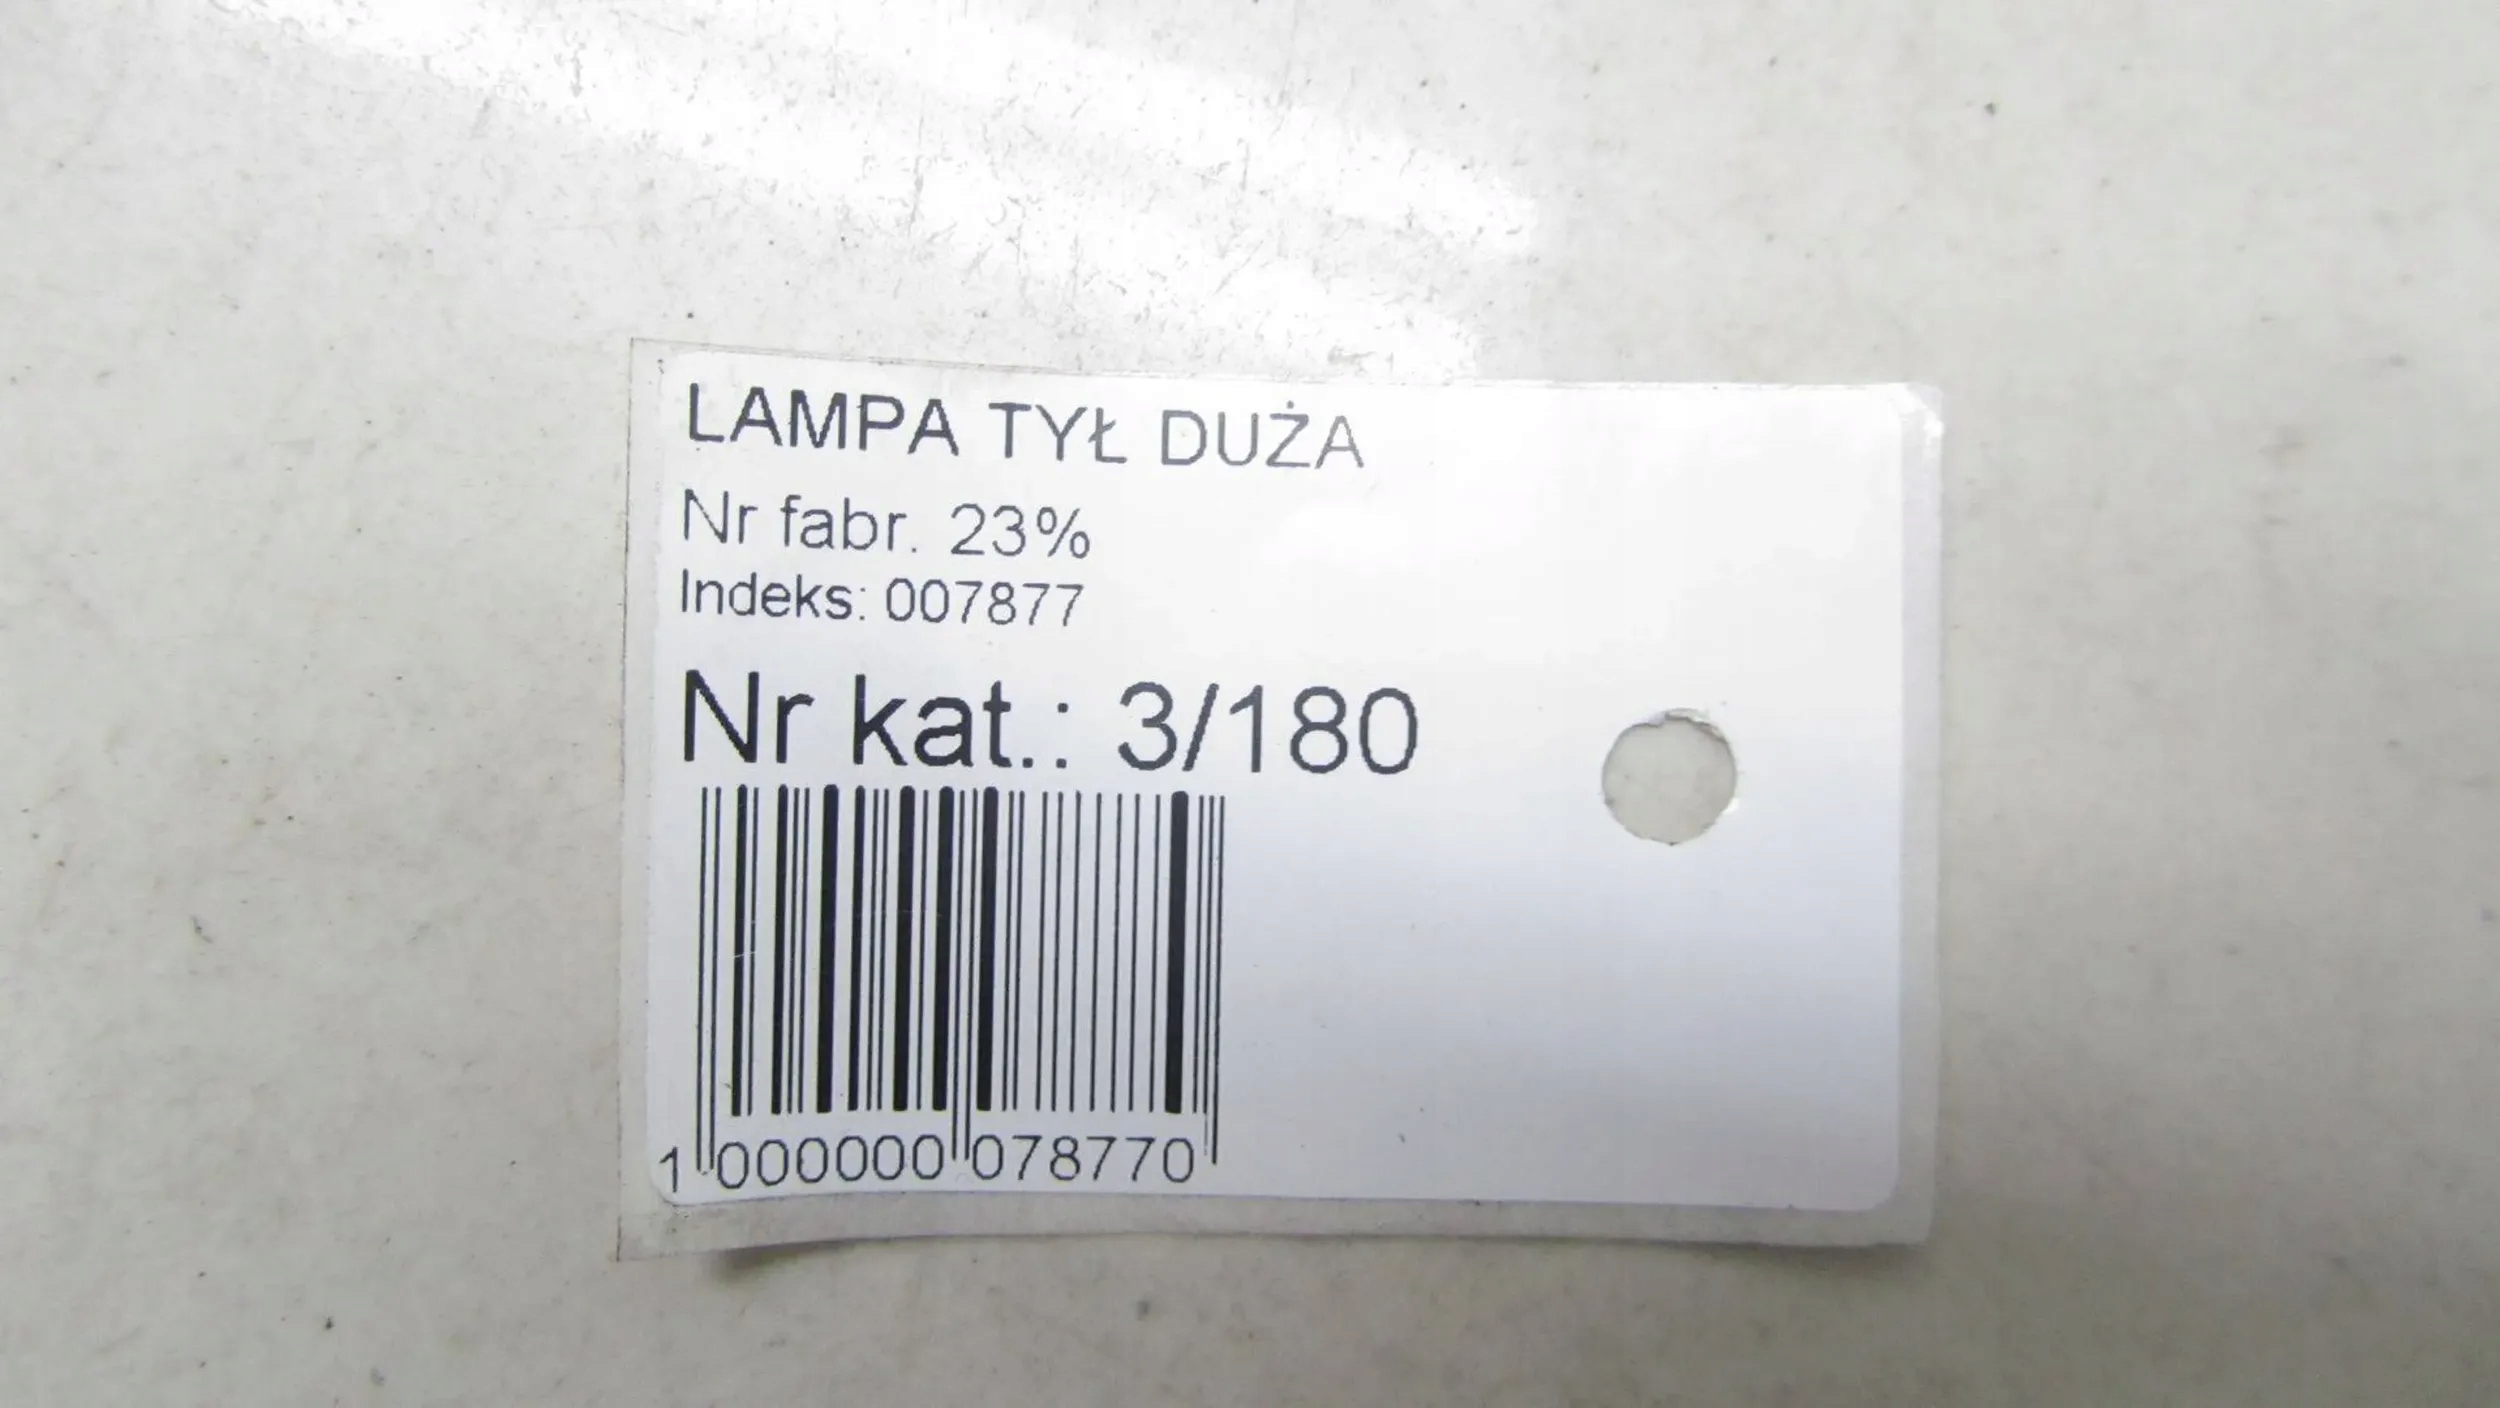 LAMPA TYŁ DUŻA
Nr fabr. 23%
Indeks: 007877
Nr kat.: 3/180
1 000000 078770